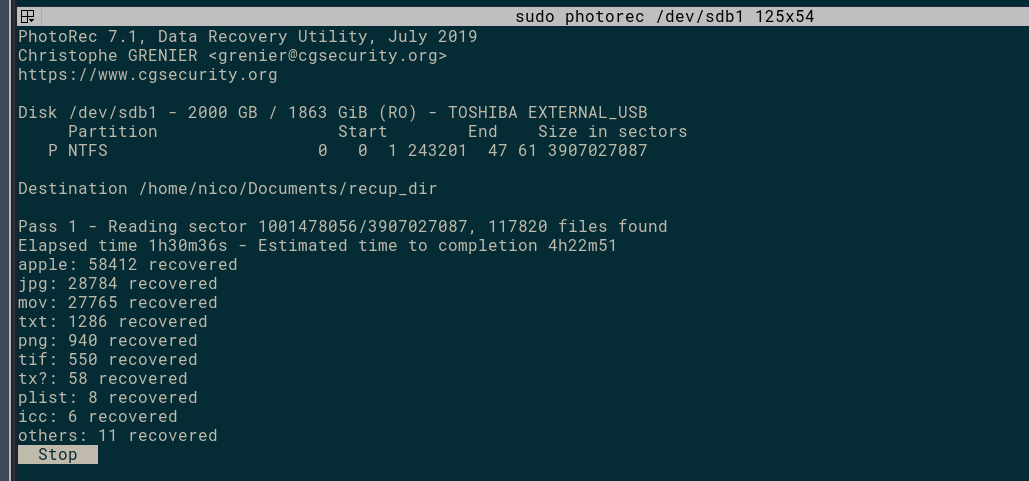 sudo photorec /dev/sdb1 125x54
PhotoRec 7.1, Data Recovery Utility, July 2019
Christophe GRENIER <grenier@cgsecurity.org>
https://www.cgsecurity.org
Disk /dev/sdb1 - 2000 GB / 1863 GiB (RO) - TOSHIBA EXTERNAL_USB
     Partition                  Start        End    Size in sectors
   P NTFS                     0   0  1 243201  47 61 3907027087
Destination /home/nico/Documents/recup_dir
Pass 1 - Reading sector 1001478056/3907027087, 117820 files found
Elapsed time 1h30m36s - Estimated time to completion 4h22m51
apple: 58412 recovered
jpg: 28784 recovered
mov: 27765 recovered
txt: 1286 recovered
png: 940 recovered
tif: 550 recovered
tx?: 58 recovered
plist: 8 recovered
icc: 6 recovered
others: 11 recovered
Stop